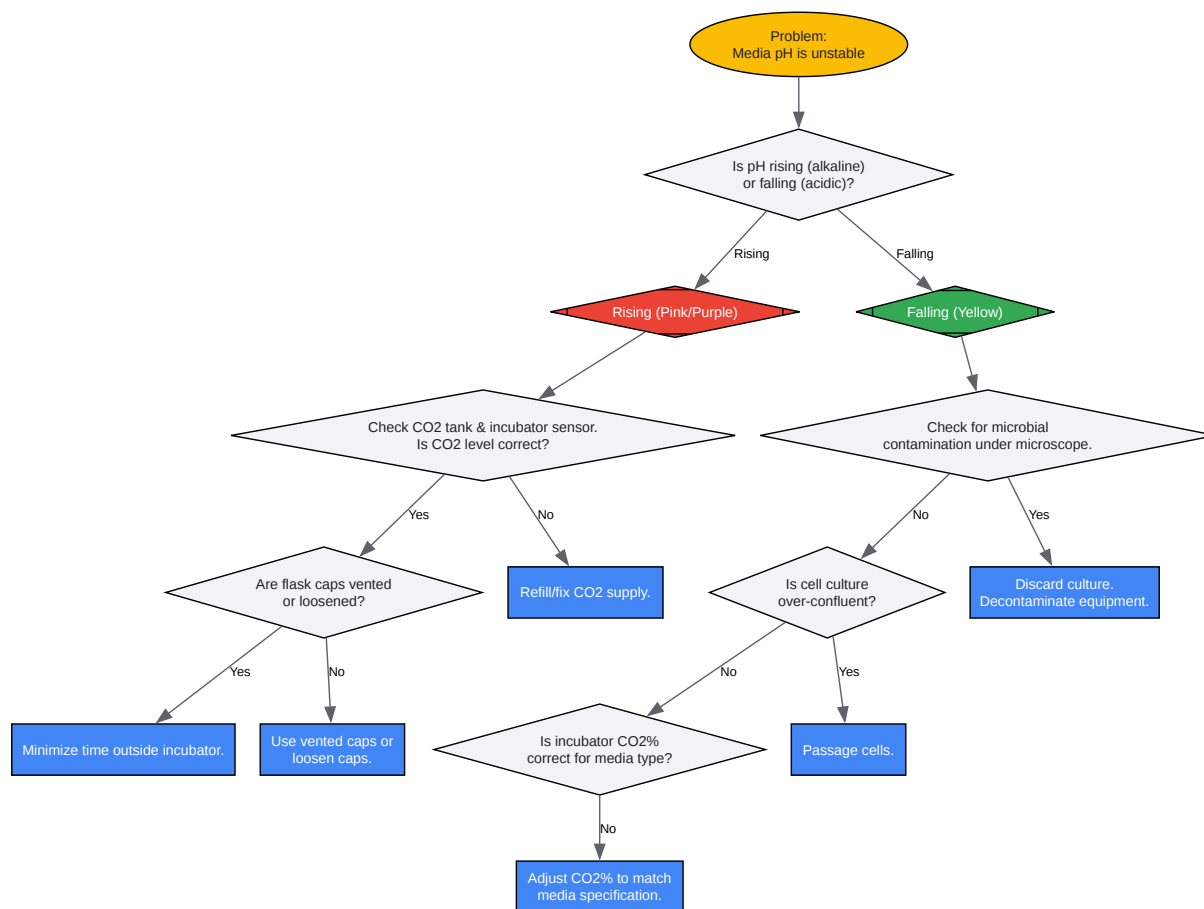 Problem:
Media pH is unstable
Is pH rising (alkaline)
or falling (acidic)?
Rising
Falling
Rising (Pink/Purple)
Falling (Yellow)
Check CO2 tank & incubator sensor.
Is CO2 level correct?
Check for microbial
contamination under microscope.
Yes
No
No
Yes
Are flask caps vented
or loosened?
Refill/fix CO2 supply.
Is cell culture
over-confluent?
Discard culture.
Decontaminate equipment.
Yes
No
No
Yes
Minimize time outside incubator.
Use vented caps or
loosen caps.
Is incubator CO2%
correct for media type?
Passage cells.
No
Adjust CO2% to match
media specification.